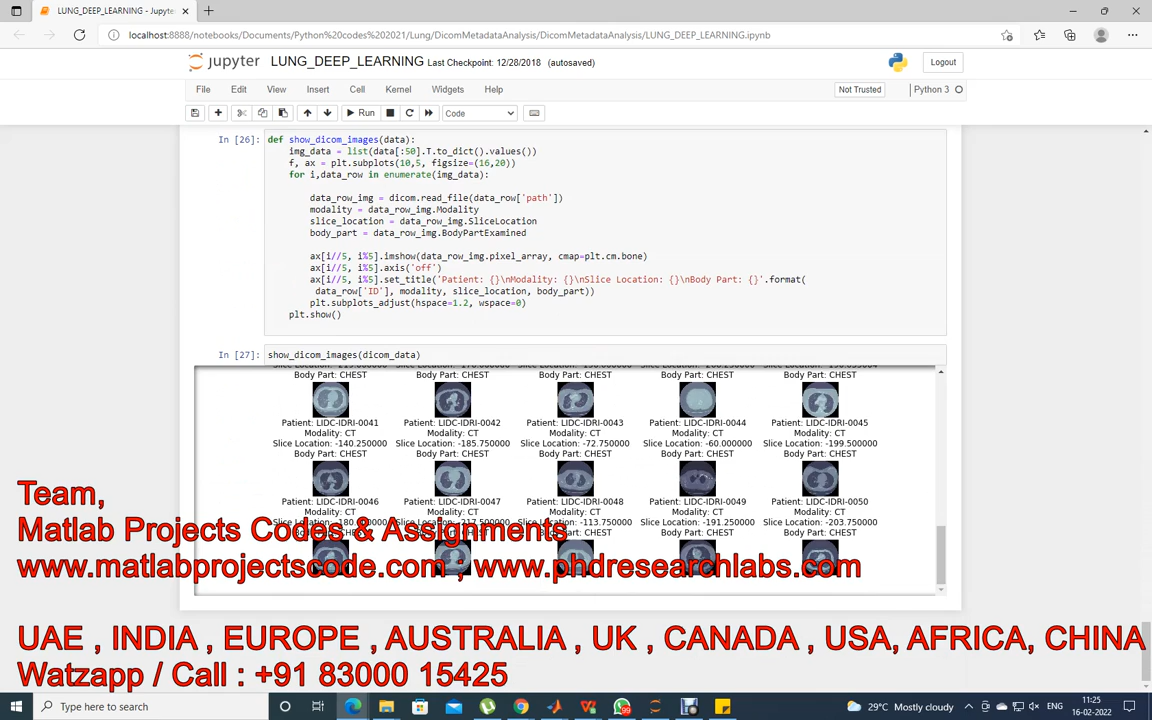 LUNG_DEEP_LEARNING - Jupyter
localhost:8888/notebooks/Documents/Python%20codes%202021/Lung/DicomMetadataAnalysis/DicomMetadataAnalysis/LUNG_DEEP_LEARNING.ipynb
jupyter LUNG_DEEP_LEARNING Last Checkpoint: 12/28/2018 (autosaved)
Logout
File Edit View Insert Cell Kernel Widgets Help
Not Trusted Python 3
Run Code
In [26]: def show_dicom_images(data):
img_data = list(data[:50].T.to_dict().values())
f, ax = plt.subplots(10,5, figsize=(16,20))
for i,data_row in enumerate(img_data):
data_row_img = dicom.read_file(data_row['path'])
modality = data_row_img.Modality
slice_location = data_row_img.SliceLocation
body_part = data_row_img.BodyPartExamined
ax[i//5, i%5].imshow(data_row_img.pixel_array, cmap=plt.cm.bone)
ax[i//5, i%5].axis('off')
ax[i//5, i%5].set_title('Patient: {}\nModality: {}\nSlice Location: {}\nBody Part: {}'.format(
data_row['ID'], modality, slice_location, body_part))
plt.subplots_adjust(hspace=1.2, wspace=0)
plt.show()
In [27]: show_dicom_images(dicom_data)
Body Part: CHEST Body Part: CHEST Body Part: CHEST Body Part: CHEST Body Part: CHEST
Patient: LIDC-IDRI-0041 Patient: LIDC-IDRI-0042 Patient: LIDC-IDRI-0043 Patient: LIDC-IDRI-0044 Patient: LIDC-IDRI-0045
Modality: CT Modality: CT Modality: CT Modality: CT Modality: CT
Slice Location: -140.250000 Slice Location: -185.750000 Slice Location: -72.750000 Slice Location: -60.000000 Slice Location: -199.500000
Body Part: CHEST Body Part: CHEST Body Part: CHEST Body Part: CHEST Body Part: CHEST
Patient: LIDC-IDRI-0046 Patient: LIDC-IDRI-0047 Patient: LIDC-IDRI-0048 Patient: LIDC-IDRI-0049 Patient: LIDC-IDRI-0050
Slice Location: -113.750000 Slice Location: -191.250000 Slice Location: -203.750000
Body Part: CHEST Body Part: CHEST
Team,
Matlab Projects Codes & Assignments
www.matlabprojectscode.com ; www.phdresearchlabs.com
UAE , INDIA , EUROPE , AUSTRALIA , UK , CANADA , USA, AFRICA, CHINA
Watzapp / Call : +91 83000 15425
Type here to search
29°C Mostly cloudy
ENG
11:25
16-02-2022